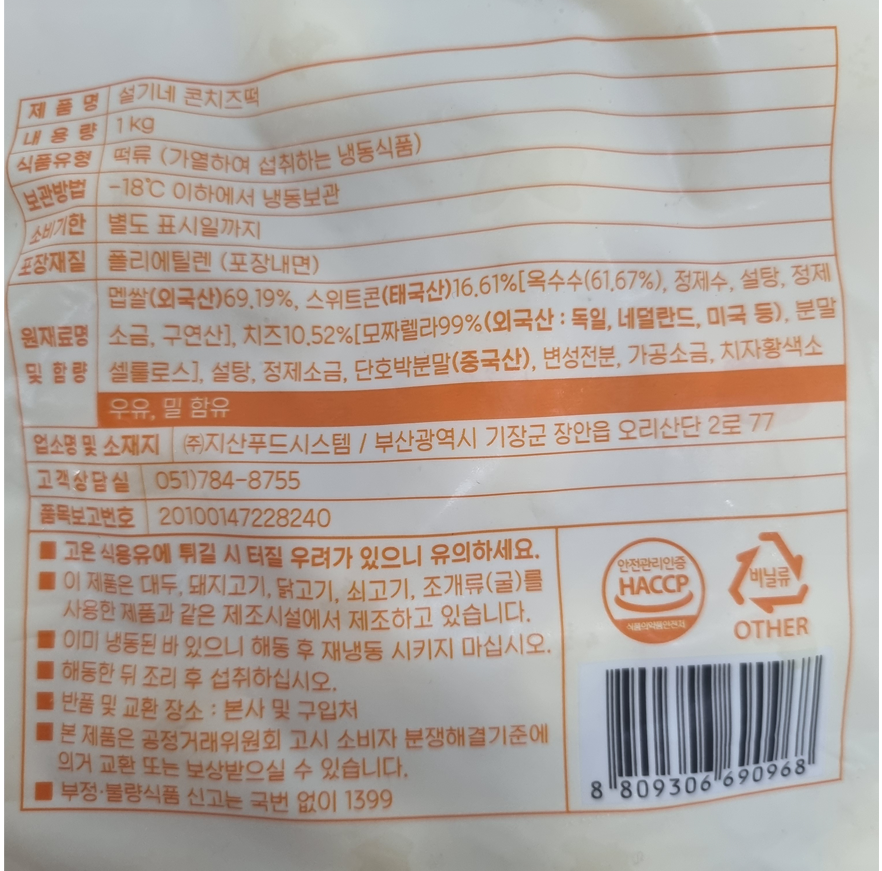 제 품 명 설기네 콘치즈떡
내 용 량 1kg
식품유형 떡류 (가열하여 섭취하는 냉동식품)
보관방법 -18℃ 이하에서 냉동보관
소비기한 별도 표시일까지
포장재질 폴리에틸렌 (포장내면)
원재료명 및 함량
멥쌀(외국산)69.19%, 스위트콘(태국산)16.61%[옥수수(61.67%), 정제수, 설탕, 정제
소금, 구연산], 치즈10.52%[모짜렐라99%(외국산 : 독일, 네덜란드, 미국 등), 분말
셀룰로스], 설탕, 정제소금, 단호박분말(중국산), 변성전분, 가공소금, 치자황색소
우유, 밀 함유
업소명 및 소재지 ㈜지산푸드시스템 / 부산광역시 기장군 장안읍 오리산단 2로 77
고객상담실 051)784-8755
품목보고번호 20100147228240
■ 고온 식용유에 튀길 시 터질 우려가 있으니 유의하세요.
■ 이 제품은 대두, 돼지고기, 닭고기, 쇠고기, 조개류(굴)를
사용한 제품과 같은 제조시설에서 제조하고 있습니다.
■ 이미 냉동된 바 있으니 해동 후 재냉동 시키지 마십시오.
■ 해동한 뒤 조리 후 섭취하십시오.
■ 반품 및 교환 장소 : 본사 및 구입처
■ 본 제품은 공정거래위원회 고시 소비자 분쟁해결기준에
의거 교환 또는 보상받으실 수 있습니다.
■ 부정·불량식품 신고는 국번 없이 1399
안전관리인증
HACCP
식품의약품안전처
비닐류
OTHER
8 809306 690968